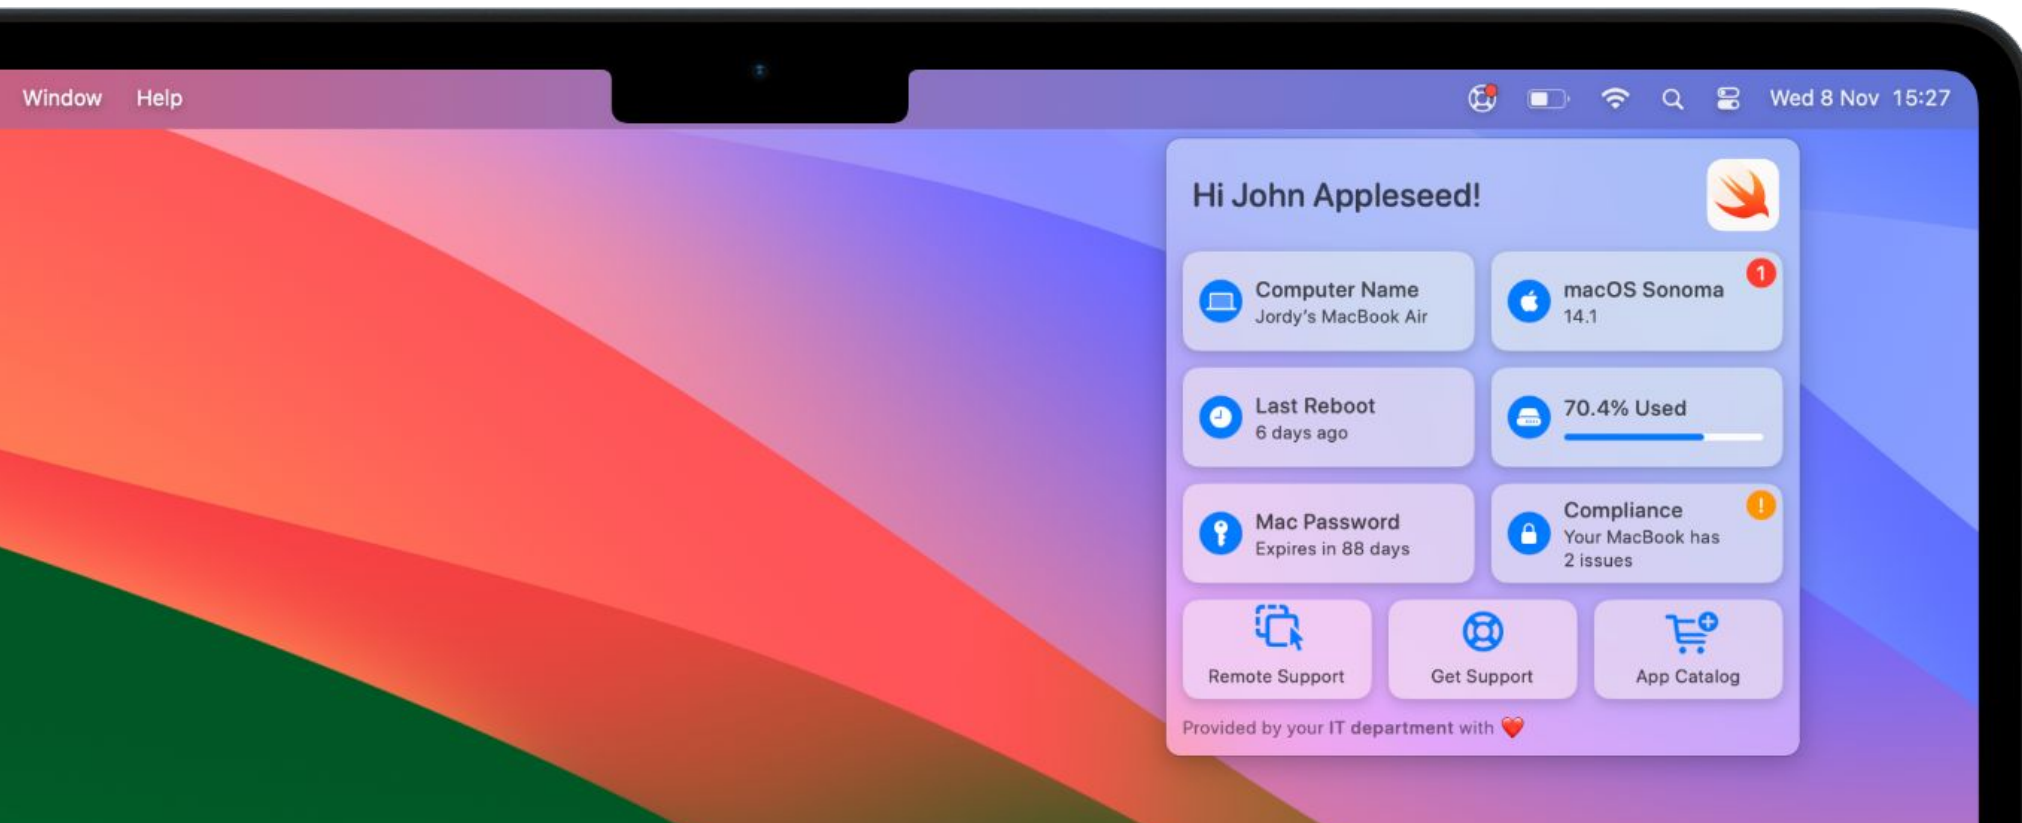 Window Help
Wed 8 Nov 15:27
Hi John Appleseed!
Computer Name
Jordy's MacBook Air
macOS Sonoma
14.1
1
Last Reboot
6 days ago
70.4% Used
Mac Password
Expires in 88 days
Compliance
Your MacBook has
2 issues
!
Remote Support
Get Support
App Catalog
Provided by your IT department with ❤️